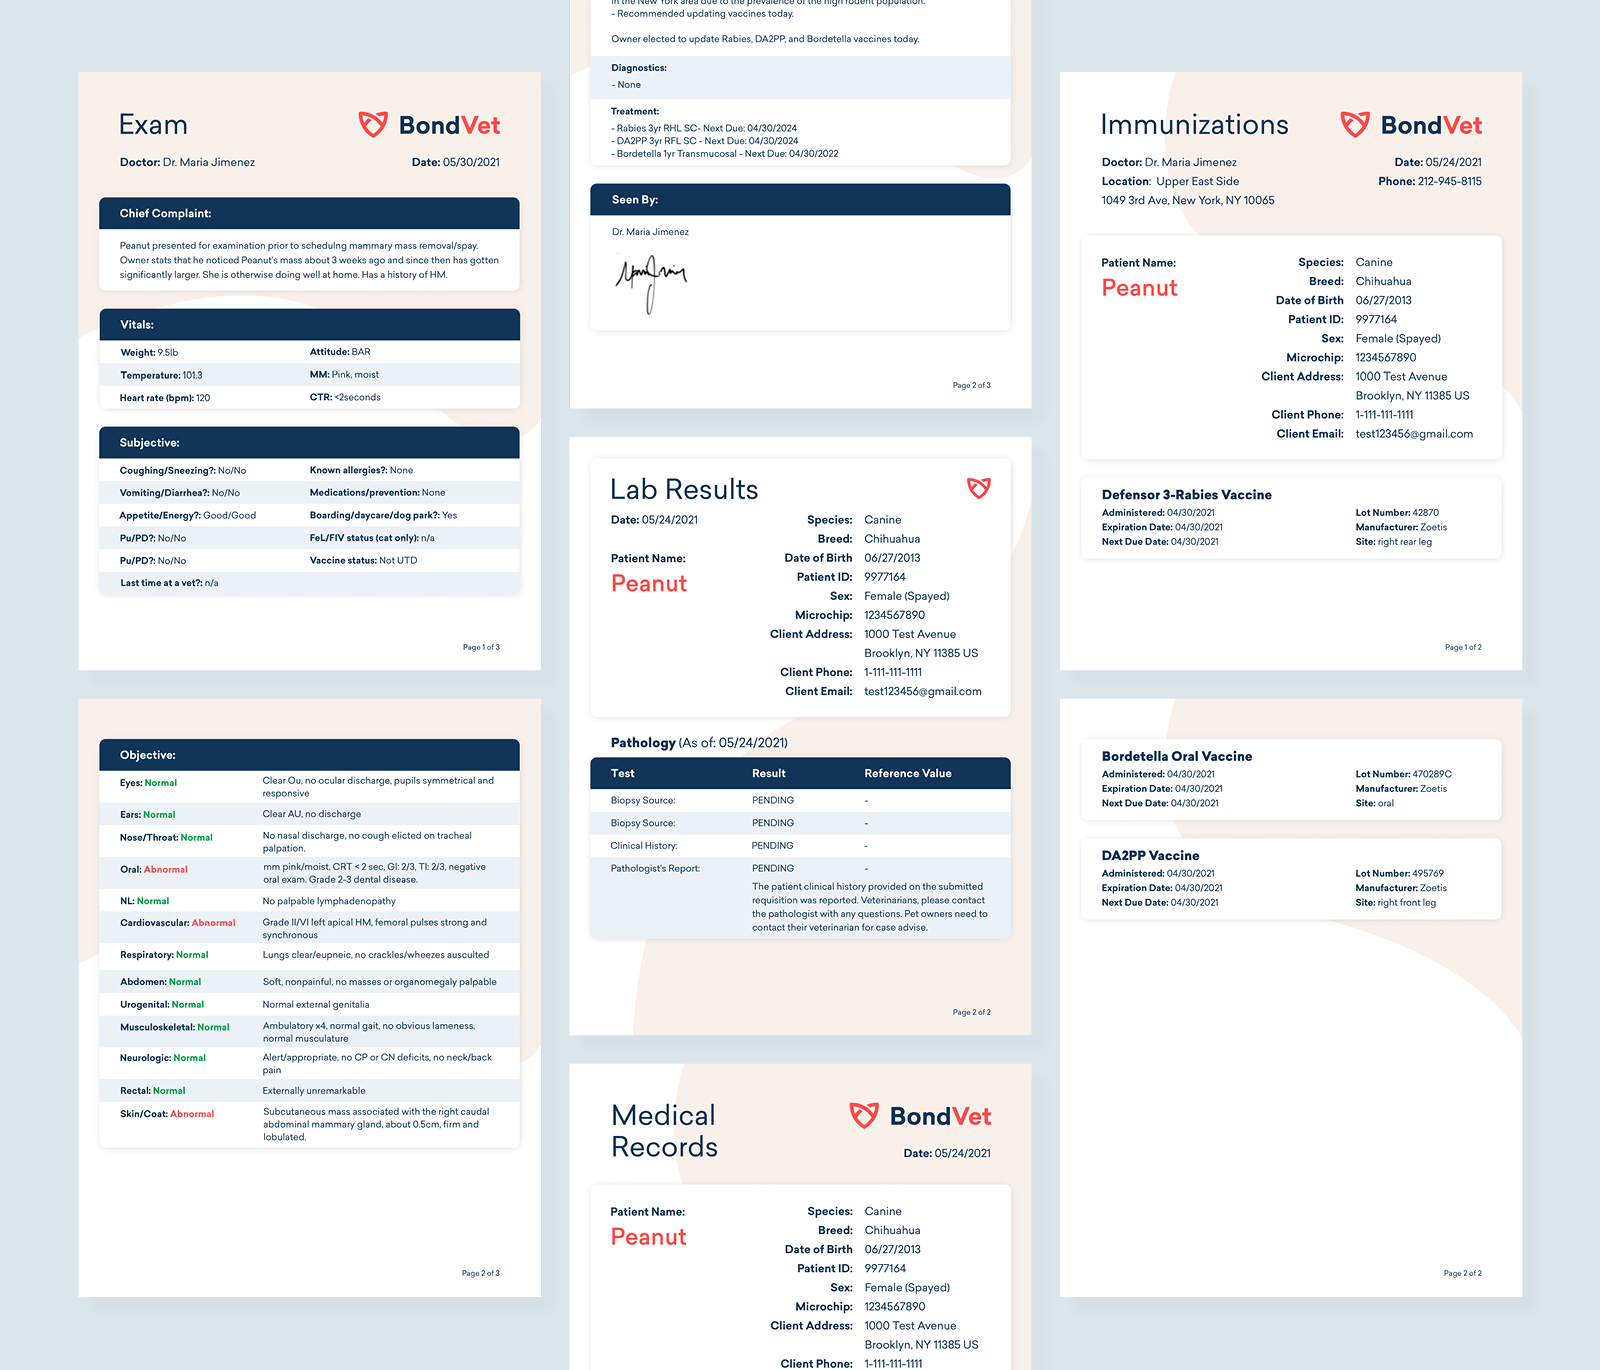 Exam
BondVet
Doctor: Dr. Maria Jimenez
Date: 05/30/2021
Chief Complaint:
Peanut presented for examination prior to schedulng mammary mass removal/spay.
Owner stats that he noticed Peanut's mass about 3 weeks ago and since then has gotten
significantly larger. She is otherwise doing well at home. Has a history of HM.
Vitals:
Weight: 9.5lb
Attitude: BAR
Temperature: 101.3
MM: Pink, moist
Heart rate (bpm): 120
CTR: <2seconds
Subjective:
Coughing/Sneezing?: No/No
Known allergies?: None
Vomiting/Diarrhea?: No/No
Medications/prevention: None
Appetite/Energy?: Good/Good
Boarding/daycare/dog park?: Yes
Pu/PD?: No/No
FeL/FIV status (cat only): n/a
Pu/PD?: No/No
Vaccine status: Not UTD
Last time at a vet?: n/a
Page 1 of 3
Objective:
Eyes: Normal
Clear Ou, no ocular discharge, pupils symmetrical and
responsive
Ears: Normal
Clear AU, no discharge
Nose/Throat: Normal
No nasal discharge, no cough elicted on tracheal
palpation.
Oral: Abnormal
mm pink/moist, CRT < 2 sec, GI: 2/3, TI: 2/3, negative
oral exam. Grade 2-3 dental disease.
NL: Normal
No palpable lymphadenopathy
Cardiovascular: Abnormal
Grade II/VI left apical HM, femoral pulses strong and
synchronous
Respiratory: Normal
Lungs clear/eupneic, no crackles/wheezes ausculted
Abdomen: Normal
Soft, nonpainful, no masses or organomegaly palpable
Urogenital: Normal
Normal external genitalia
Musculoskeletal: Normal
Ambulatory x4, normal gait, no obvious lameness,
normal musculature
Neurologic: Normal
Alert/appropriate, no CP or CN deficits, no neck/back
pain
Rectal: Normal
Externally unremarkable
Skin/Coat: Abnormal
Subcutaneous mass associated with the right caudal
abdominal mammary gland, about 0.5cm, firm and
lobulated.
Page 2 of 3
in the New York area due to the prevalence of the high rodent population.
- Recommended updating vaccines today.
Owner elected to update Rabies, DA2PP, and Bordetella vaccines today.
Diagnostics:
- None
Treatment:
- Rabies 3yr RHL SC- Next Due: 04/30/2024
- DA2PP 3yr RFL SC - Next Due: 04/30/2024
- Bordetella 1yr Transmucosal - Next Due: 04/30/2022
Seen By:
Dr. Maria Jimenez
Page 2 of 3
Lab Results
Date: 05/24/2021
Patient Name:
Peanut
Species: Canine
Breed: Chihuahua
Date of Birth 06/27/2013
Patient ID: 9977164
Sex: Female (Spayed)
Microchip: 1234567890
Client Address: 1000 Test Avenue
Brooklyn, NY 11385 US
Client Phone: 1-111-111-1111
Client Email: test123456@gmail.com
Pathology (As of: 05/24/2021)
Test Result Reference Value
Biopsy Source: PENDING -
Biopsy Source: PENDING -
Clinical History: PENDING -
Pathologist's Report: PENDING -
The patient clinical history provided on the submitted
requisition was reported. Veterinarians, please contact
the pathologist with any questions. Pet owners need to
contact their veterinarian for case advise.
Page 2 of 2
Medical
Records
BondVet
Date: 05/24/2021
Patient Name:
Peanut
Species: Canine
Breed: Chihuahua
Date of Birth 06/27/2013
Patient ID: 9977164
Sex: Female (Spayed)
Microchip: 1234567890
Client Address: 1000 Test Avenue
Brooklyn, NY 11385 US
Client Phone: 1-111-111-1111
Immunizations
BondVet
Doctor: Dr. Maria Jimenez
Date: 05/24/2021
Location: Upper East Side
Phone: 212-945-8115
1049 3rd Ave, New York, NY 10065
Patient Name:
Peanut
Species: Canine
Breed: Chihuahua
Date of Birth 06/27/2013
Patient ID: 9977164
Sex: Female (Spayed)
Microchip: 1234567890
Client Address: 1000 Test Avenue
Brooklyn, NY 11385 US
Client Phone: 1-111-111-1111
Client Email: test123456@gmail.com
Defensor 3-Rabies Vaccine
Administered: 04/30/2021
Lot Number: 42870
Expiration Date: 04/30/2021
Manufacturer: Zoetis
Next Due Date: 04/30/2021
Site: right rear leg
Page 1 of 2
Bordetella Oral Vaccine
Administered: 04/30/2021
Lot Number: 470289C
Expiration Date: 04/30/2021
Manufacturer: Zoetis
Next Due Date: 04/30/2021
Site: oral
DA2PP Vaccine
Administered: 04/30/2021
Lot Number: 495769
Expiration Date: 04/30/2021
Manufacturer: Zoetis
Next Due Date: 04/30/2021
Site: right front leg
Page 2 of 2